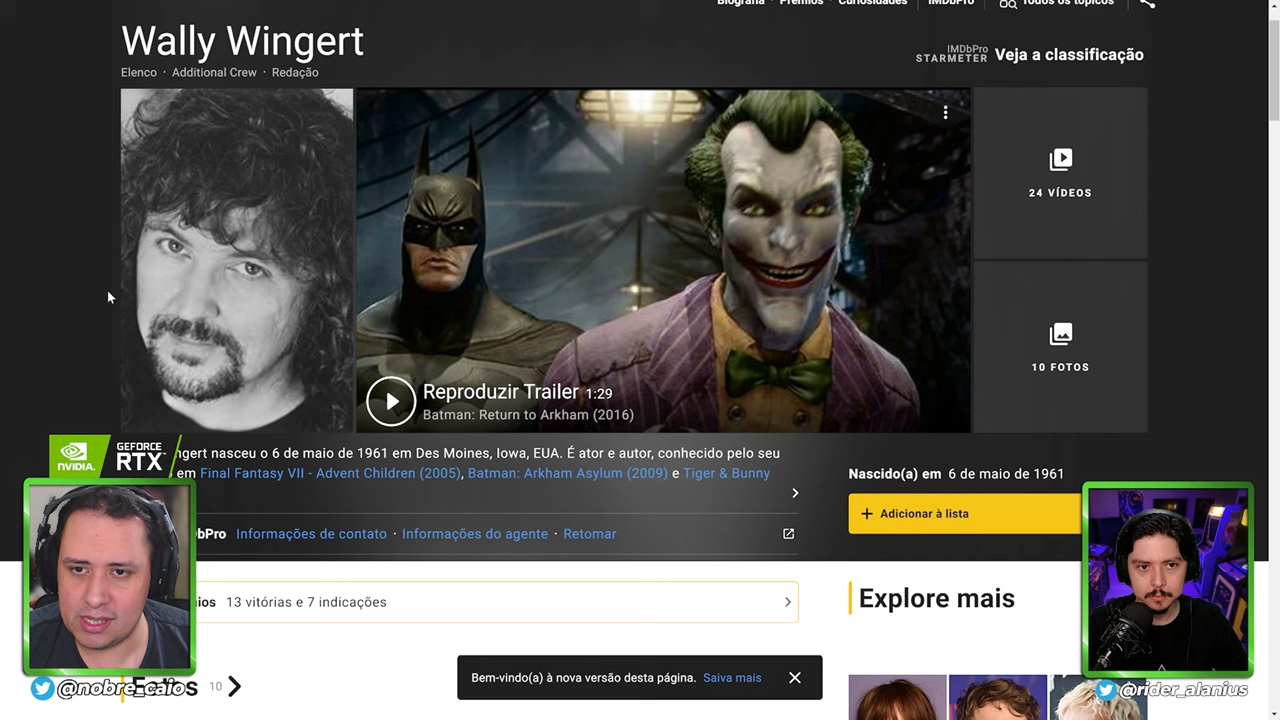 Biografia · Prêmios · Curiosidades IMDbPro Todos os tópicos
Wally Wingert
Elenco · Additional Crew · Redação
IMDbPro
STARMETER Veja a classificação
24 VÍDEOS
10 FOTOS
Reproduzir Trailer 1:29
Batman: Return to Arkham (2016)
NVIDIA.
GEFORCE
RTX
ngert nasceu o 6 de maio de 1961 em Des Moines, Iowa, EUA. É ator e autor, conhecido pelo seu
em Final Fantasy VII - Advent Children (2005), Batman: Arkham Asylum (2009) e Tiger & Bunny
Nascido(a) em 6 de maio de 1961
+ Adicionar à lista
bPro Informações de contato · Informações do agente · Retomar
ios 13 vitórias e 7 indicações
Explore mais
Bem-vindo(a) à nova versão desta página. Saiva mais
Fotos 10
@nobre_caio
@rider_alanius